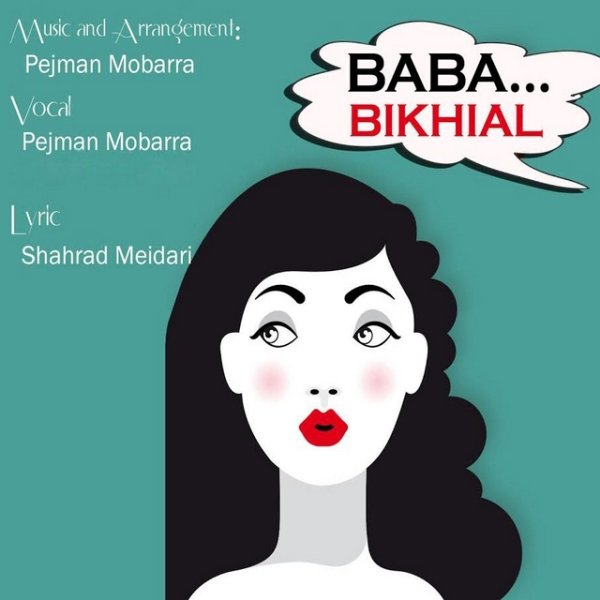 Music and Arrangement:
Pejman Mobarra
Vocal
Pejman Mobarra
Lyric
Shahrad Meidari
BABA...
BIKHIAL